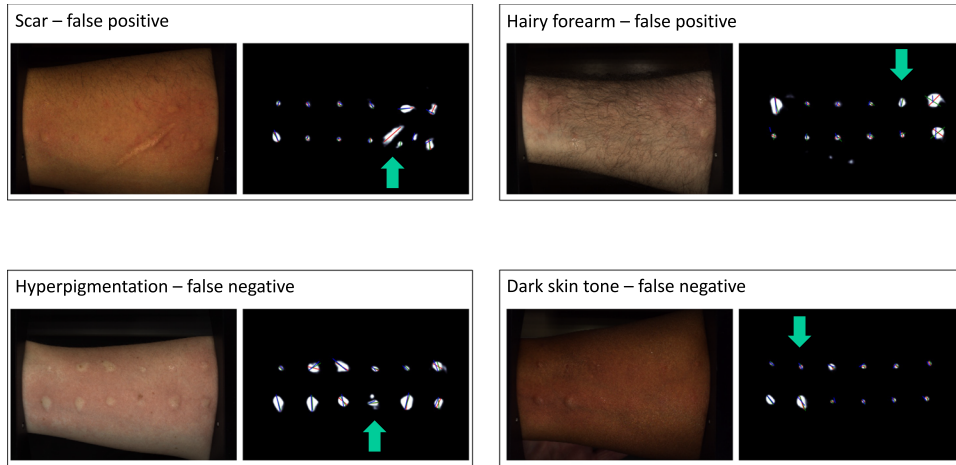 Scar – false positive
Hairy forearm – false positive
Hyperpigmentation – false negative
Dark skin tone – false negative